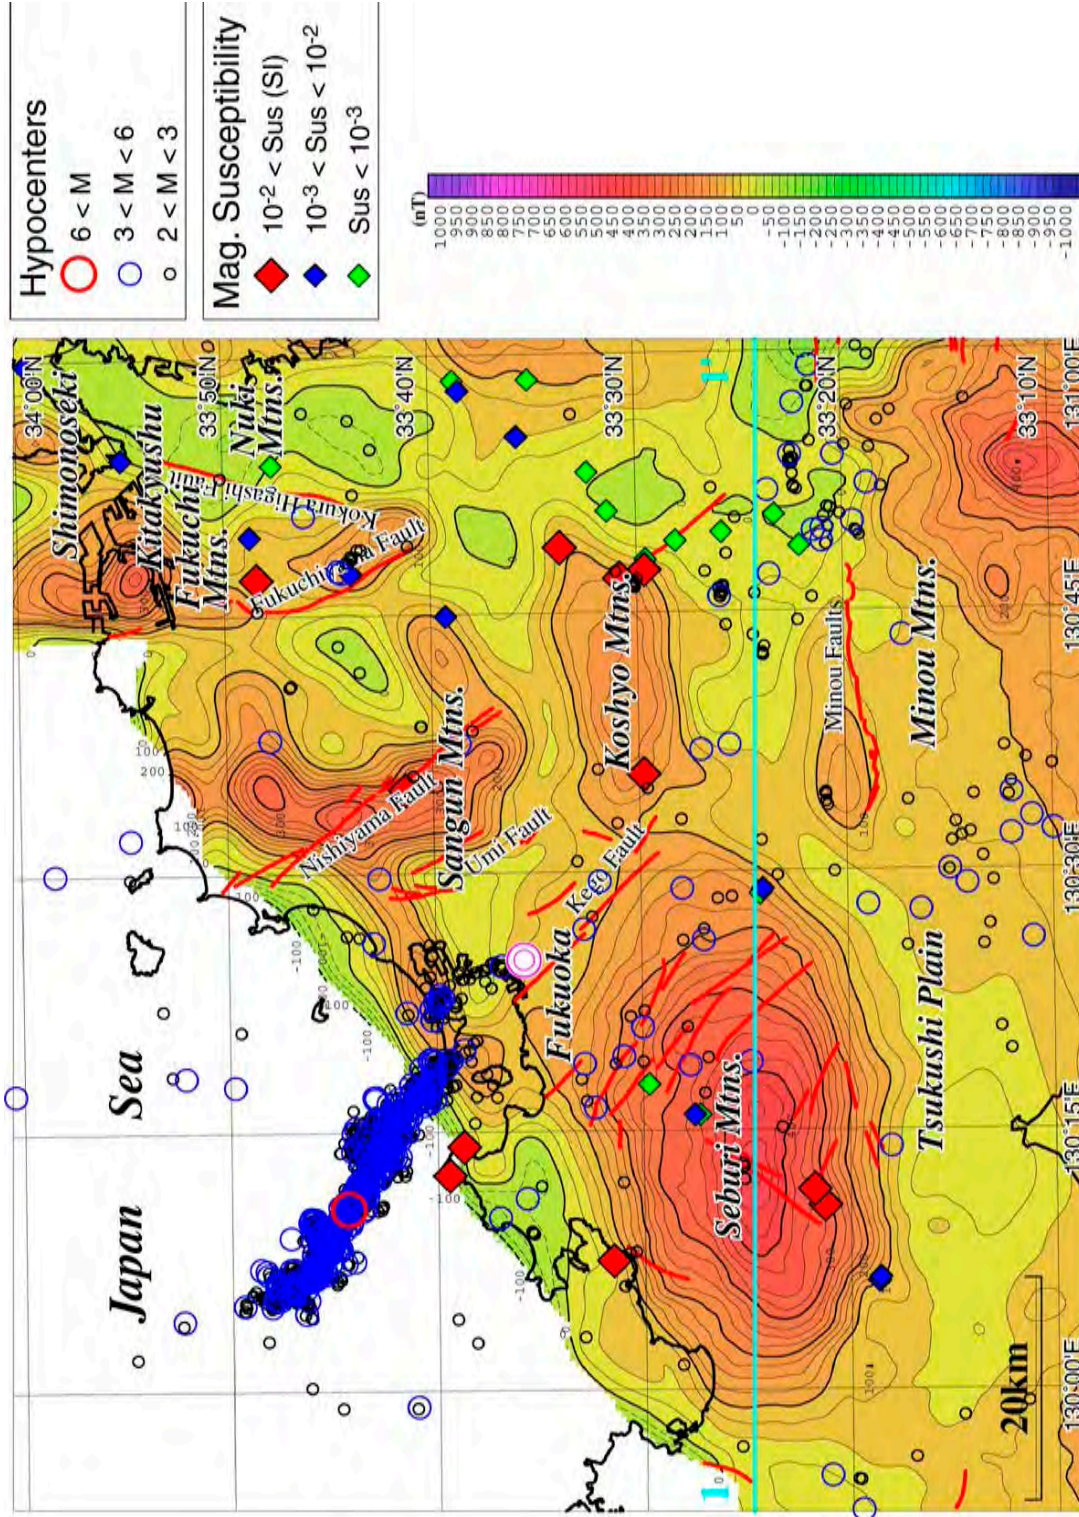 Hypocenters
6 < M
3 < M < 6
2 < M < 3
Mag. Susceptibility
10-2 < Sus (SI)
10-3 < Sus < 10-2
Sus < 10-3
(nT)
1000
950
900
850
800
750
700
650
600
550
500
450
400
350
300
250
200
150
100
50
0
-50
-100
-150
-200
-250
-300
-350
-400
-450
-500
-550
-600
-650
-700
-750
-800
-850
-900
-950
-1000
34°00'N
33°50'N
33°40'N
33°30'N
33°20'N
33°10'N
131°00'E
130°45'E
130°30'E
130°15'E
130°00'E
Shimonoseki
Kitakyushu
Fukuchi
Mtns.
Nuki
Mtns.
Kokura Higashi Fault
Fukuchiyama Fault
Japan Sea
Nishiyama Fault
Sangun Mtns.
Umi Fault
Fukuoka
Kego Fault
Koshyo Mtns.
Seburi Mtns.
Minou Faults
Minou Mtns.
Tsukushi Plain
1
1'
20km